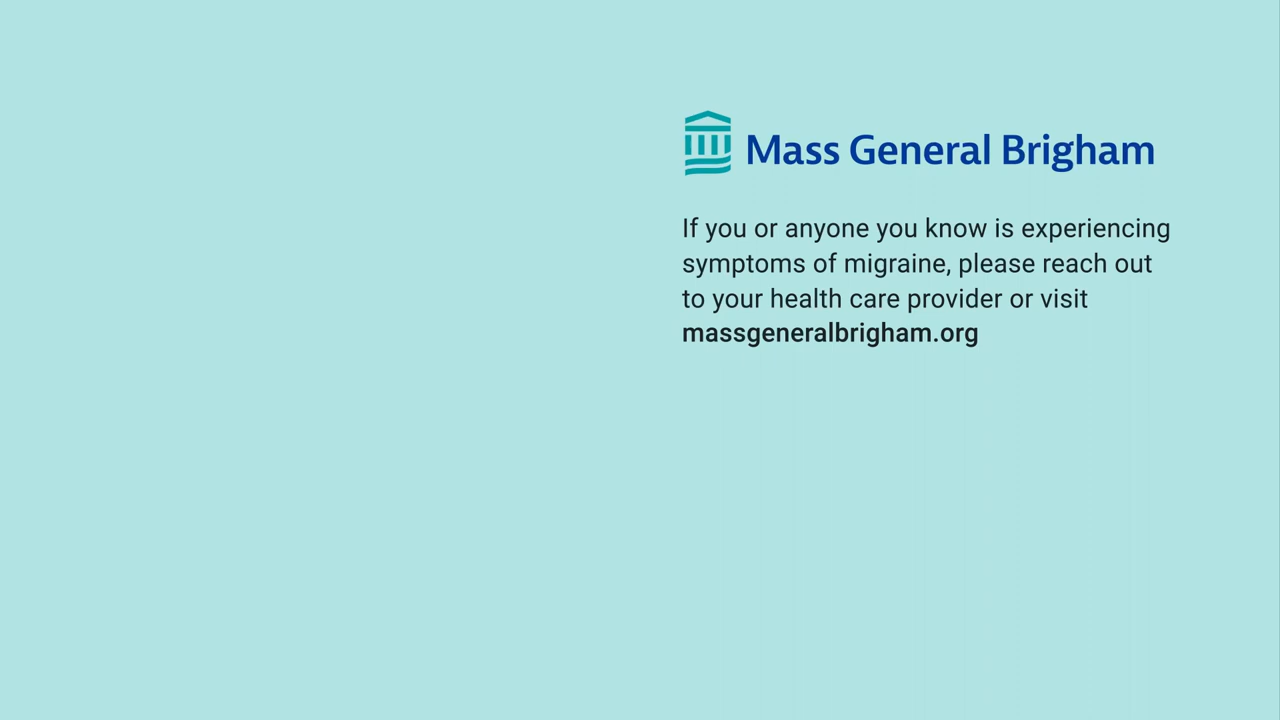 Mass General Brigham
If you or anyone you know is experiencing
symptoms of migraine, please reach out
to your health care provider or visit
massgeneralbrigham.org